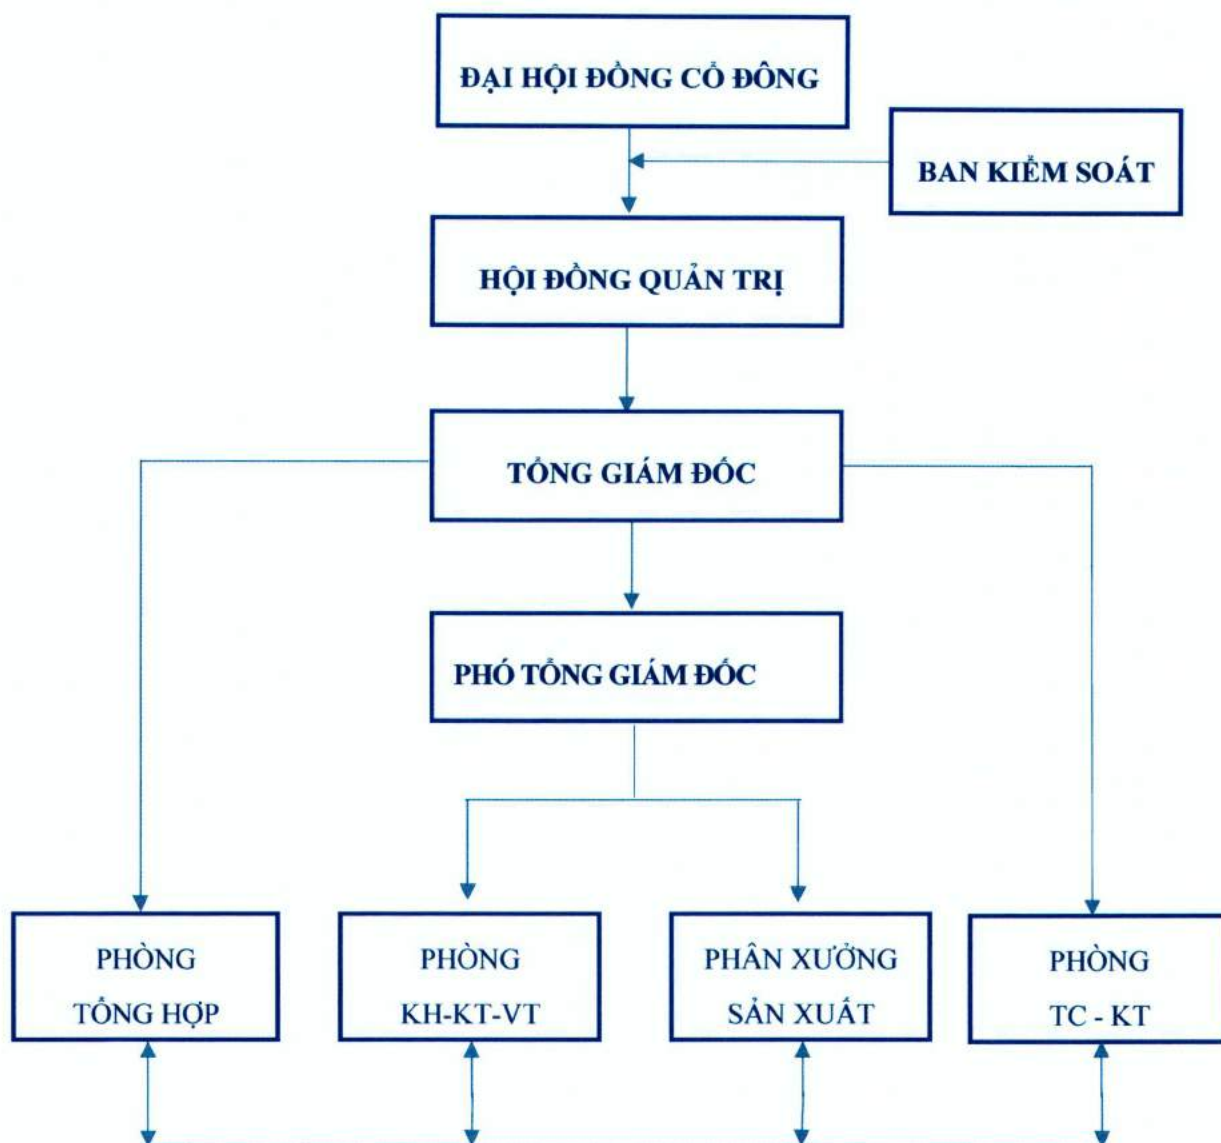 ĐẠI HỘI ĐỒNG CỔ ĐÔNG
BAN KIỂM SOÁT
HỘI ĐỒNG QUẢN TRỊ
TỔNG GIÁM ĐỐC
PHÓ TỔNG GIÁM ĐỐC
PHÒNG
TỔNG HỢP
PHÒNG
KH-KT-VT
PHÂN XƯỞNG
SẢN XUẤT
PHÒNG
TC - KT